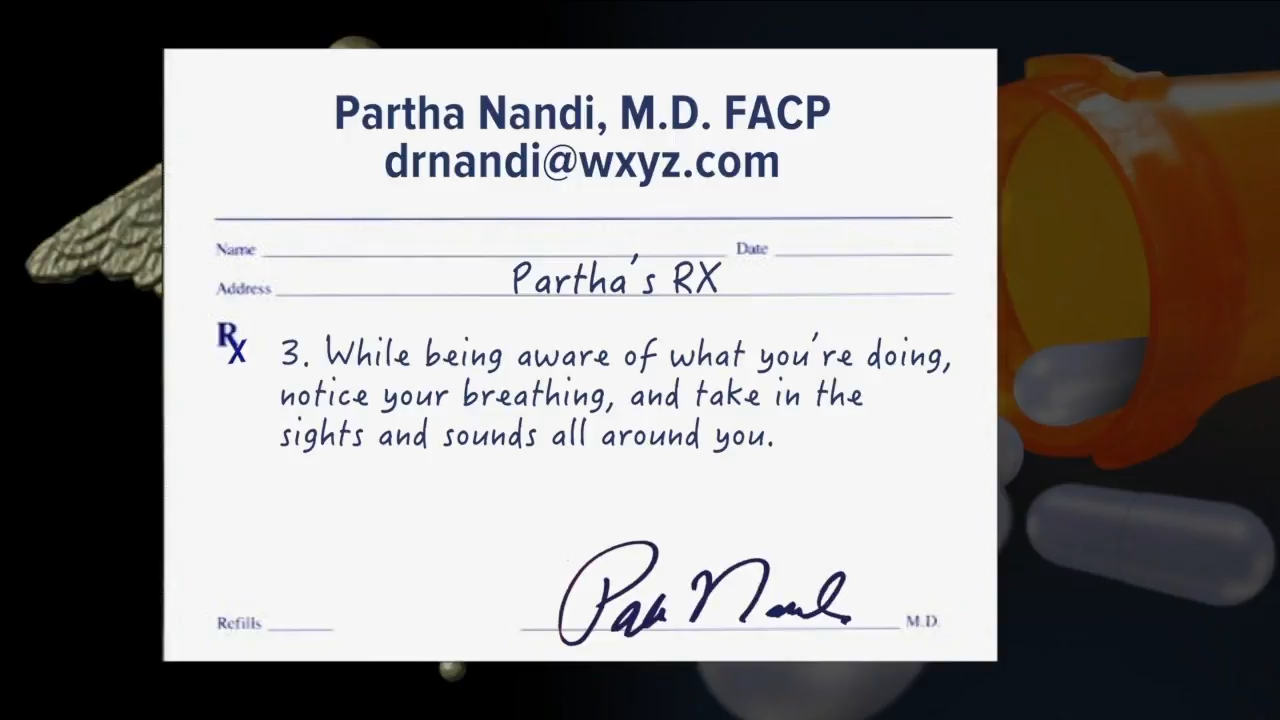 Partha Nandi, M.D. FACP
drnandi@wxyz.com
Name Date
Address Partha's RX
Rx 3. While being aware of what you're doing,
notice your breathing, and take in the
sights and sounds all around you.
Refills M.D.